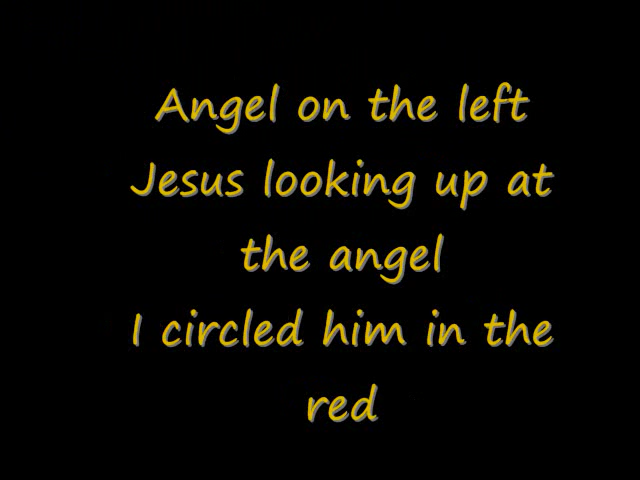 Angel on the left
Jesus looking up at
the angel
I circled him in the
red